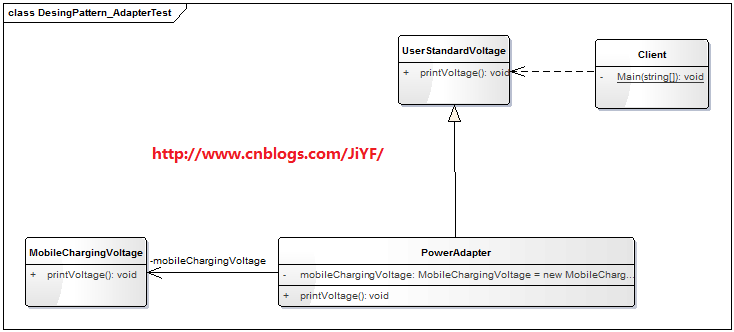 class DesingPattern_AdapterTest
UserStandardVoltage
+ printVoltage(): void
Client
- Main(string[]): void
http://www.cnblogs.com/JiYF/
MobileChargingVoltage
+ printVoltage(): void
-mobileChargingVoltage
PowerAdapter
- mobileChargingVoltage: MobileChargingVoltage = new MobileCharg...
+ printVoltage(): void